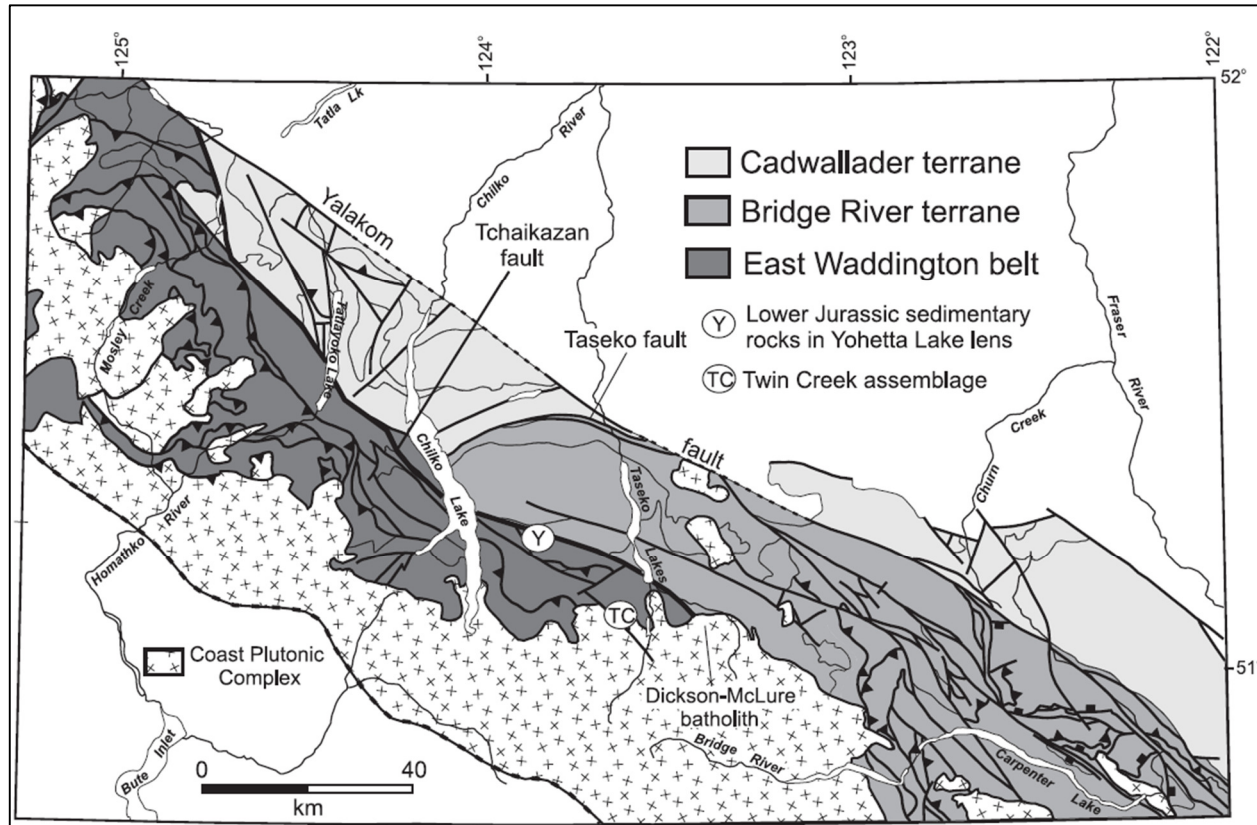 125°
124°
123°
122°
52°
Tatla Lk
Chilko
River
Cadwallader terrane
Bridge River terrane
East Waddington belt
Y
Lower Jurassic sedimentary
rocks in Yohetta Lake lens
TC
Twin Creek assemblage
Yalakom
fault
Tchaikazan
fault
Taseko fault
Fraser
River
Churn
Creek
Mosley
Creek
Tatlayoko Lake
Chilko
Lake
Taseko
Lakes
Y
TC
Homathko
River
51°
Coast Plutonic
Complex
Dickson-McLure
batholith
Bridge
River
Carpenter
Lake
Bute
Inlet
0
40
km